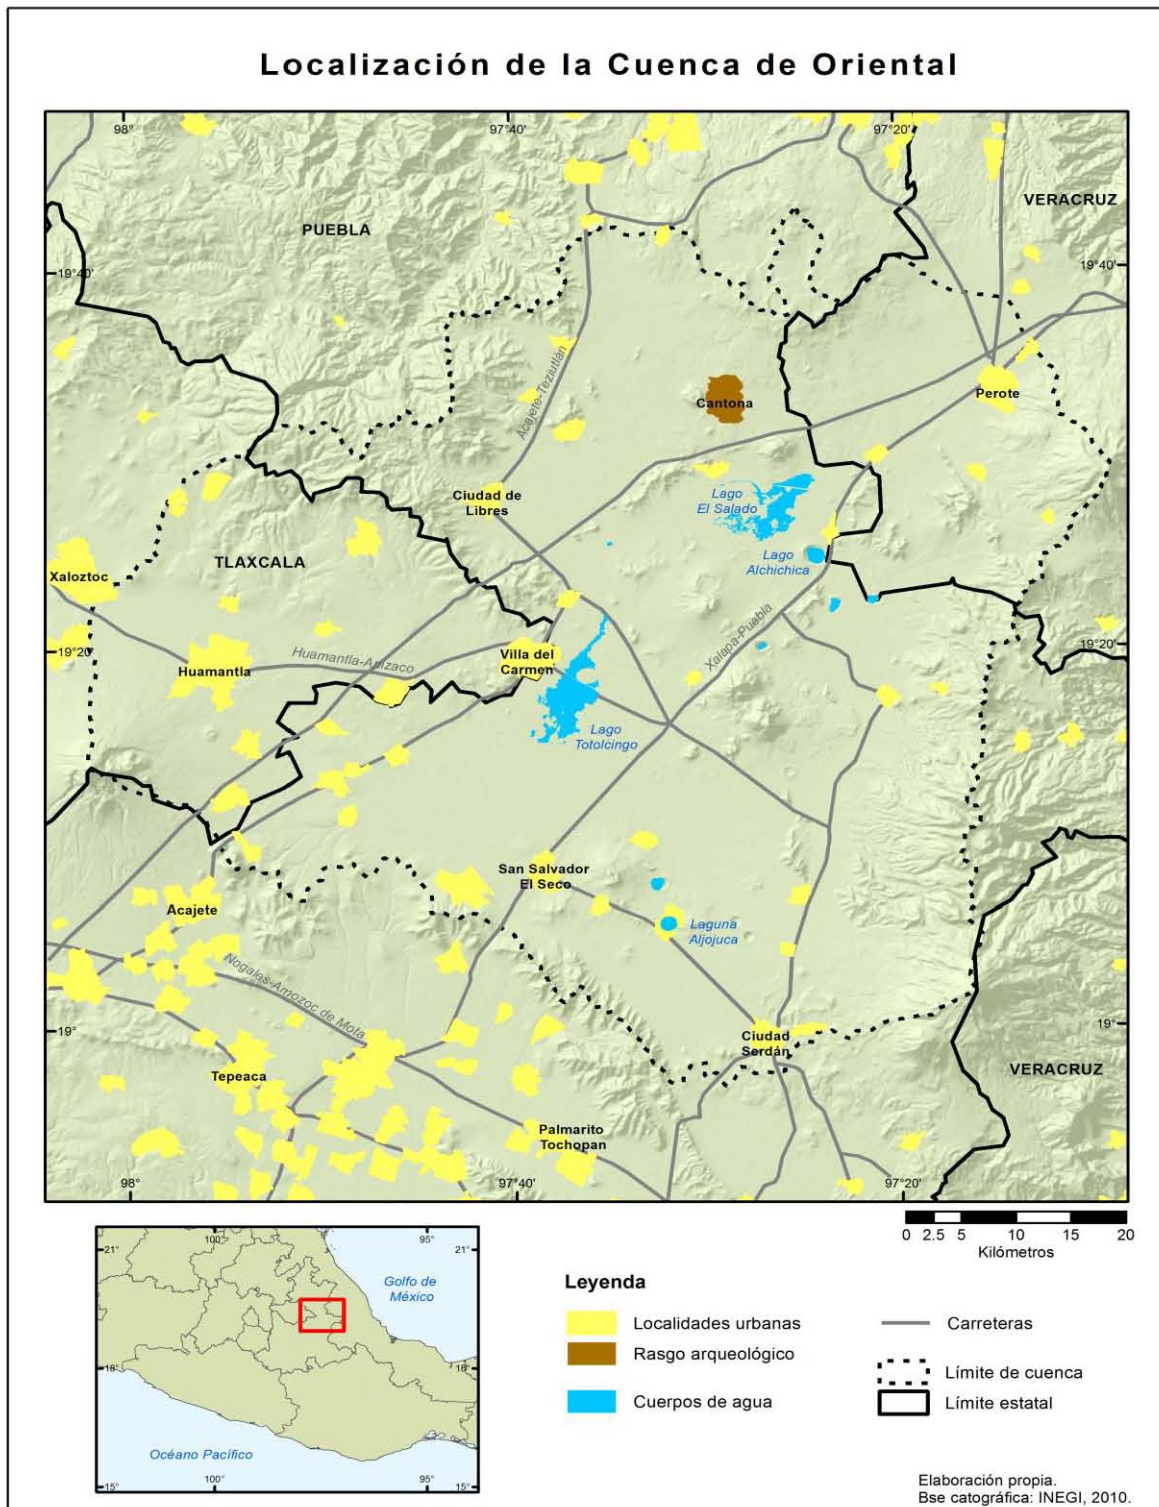 Localización de la Cuenca de Oriental
98°
97°40'
97°20'
VERACRUZ
PUEBLA
19°40'
19°40'
Acajete-Teziutlán
Cantona
Perote
Ciudad de
Libres
Lago
El Salado
Lago
Alchichica
TLAXCALA
Xaloztoc
Xalapa-Puebla
19°20'
19°20'
Huamantla
Huamantla-Apizaco
Villa del
Carmen
Lago
Totolcingo
San Salvador
El Seco
Acajete
Laguna
Aljojuca
Nogales-Amozoc de Mota
19°
19°
Ciudad
Serdán
Tepeaca
VERACRUZ
Palmarito
Tochopan
98°
97°40'
97°20'
0 2.5 5 10 15 20
Kilómetros
100°
95°
21°
21°
Golfo de
México
18°
18°
Océano Pacífico
15°
100°
95°
15°
Leyenda
Localidades urbanas
Rasgo arqueológico
Cuerpos de agua
Carreteras
Límite de cuenca
Límite estatal
Elaboración propia.
Bse catográfica: INEGI, 2010.